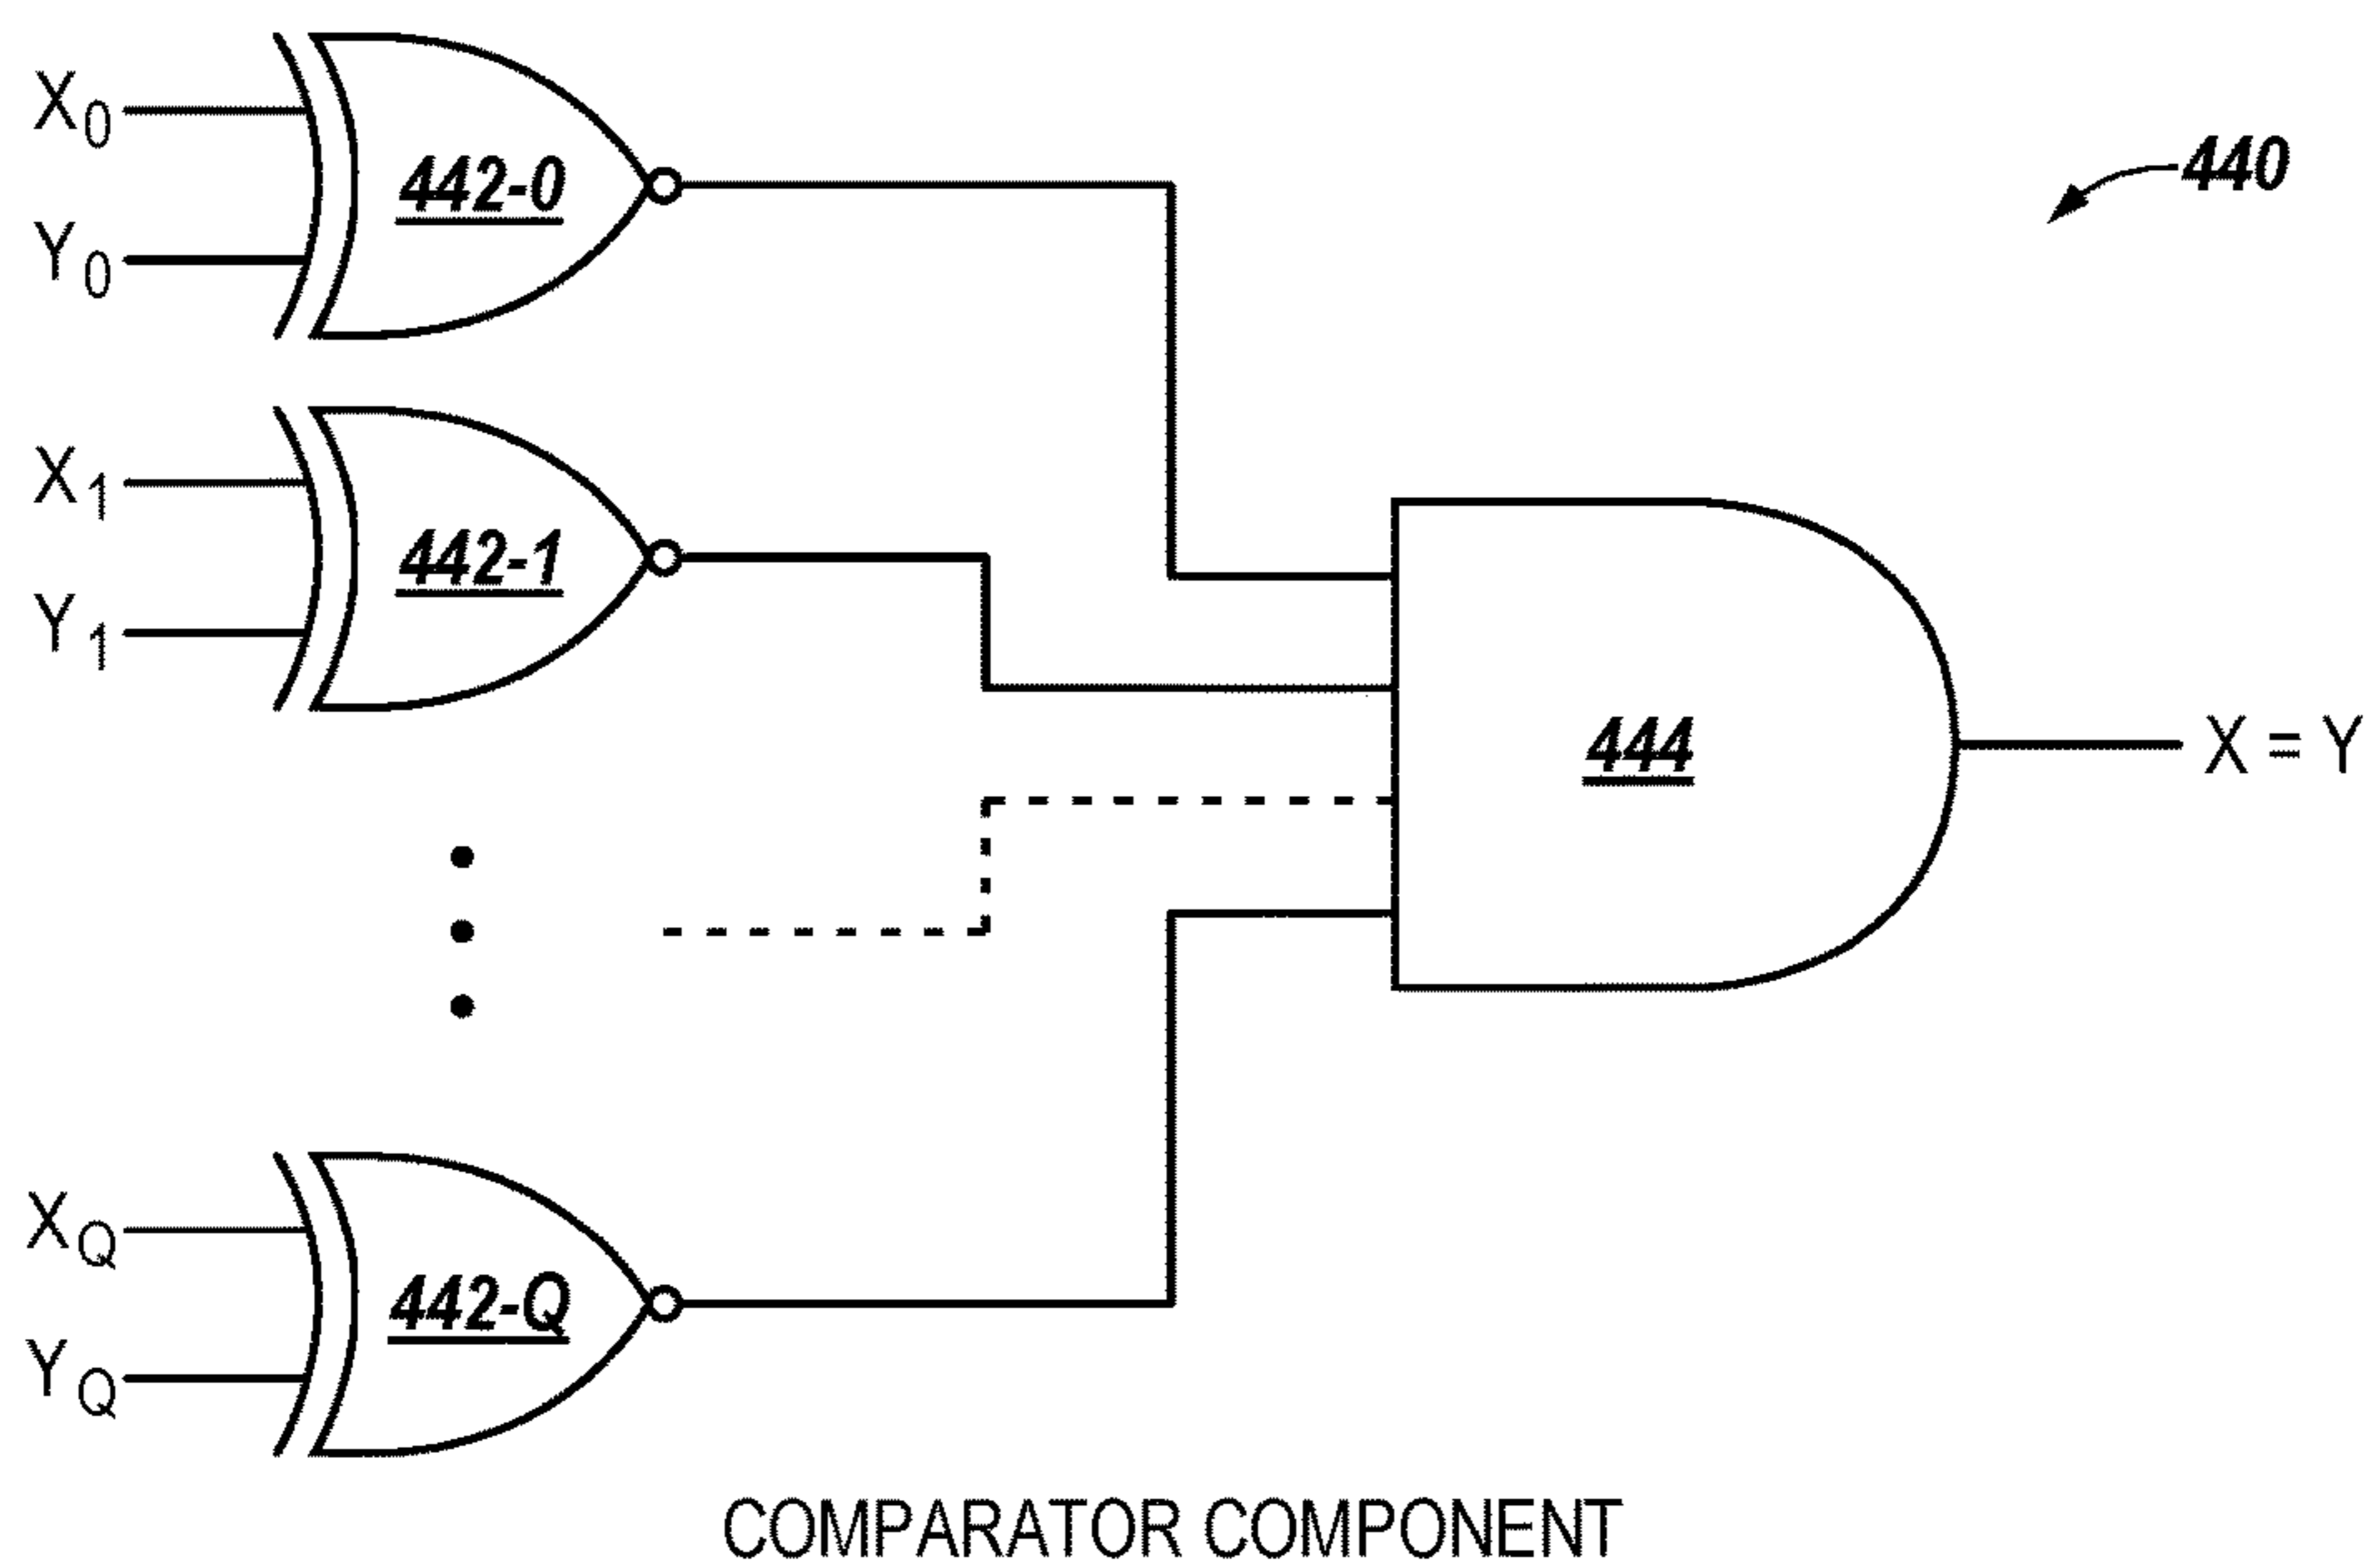 X0
Y0
442-0
440
X1
Y1
442-1
444
X = Y
XQ
YQ
442-Q
COMPARATOR COMPONENT